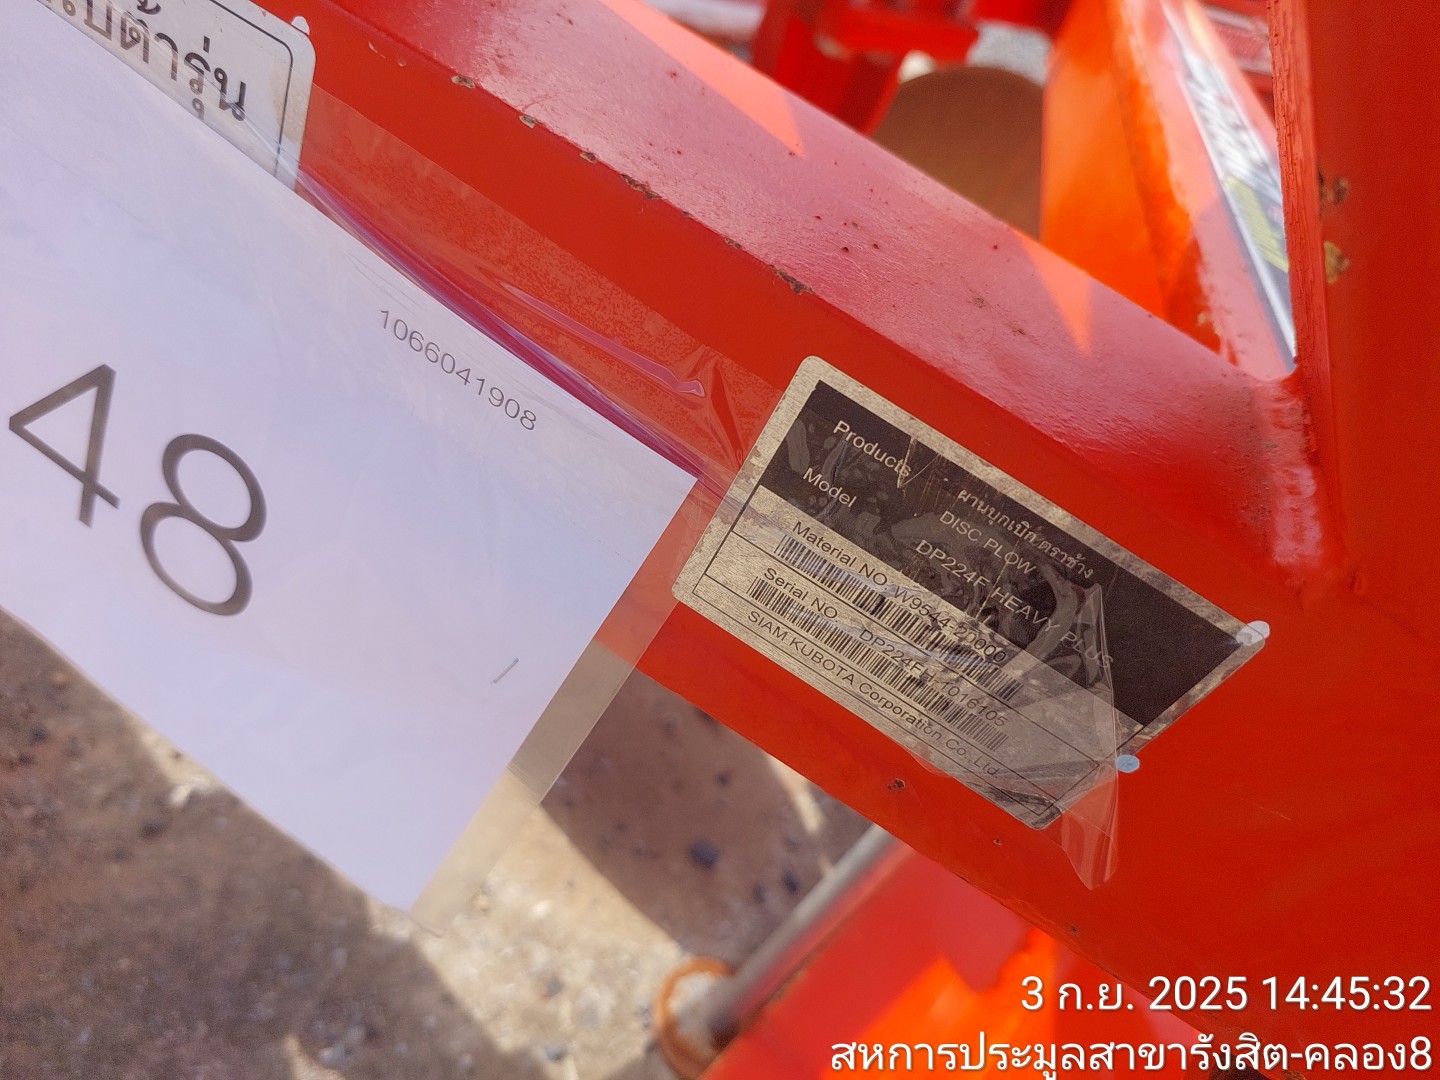 คูโบต้ารุ่น
1066041908
48
Products ผานบุกเบิก ตราช้าง
DISC PLOW
Model DP224F HEAVY PLUS
Material NO W9544-21000
Serial NO DP224FH-1016105
SIAM KUBOTA Corporation Co.,Ltd.
3 ก.ย. 2025 14:45:32
สหการประมูลสาขารังสิต-คลอง8